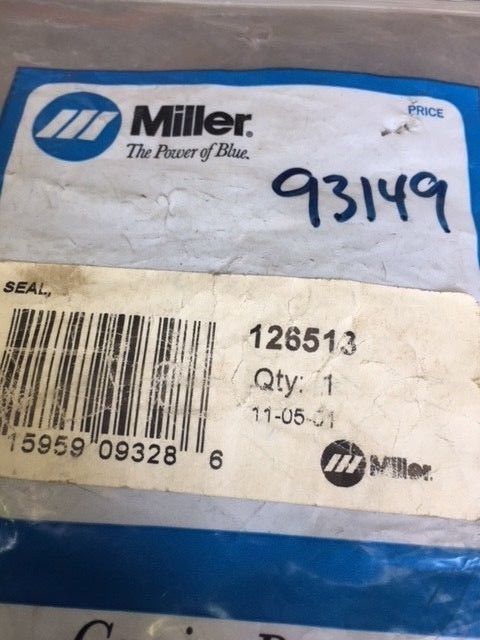 Miller®
The Power of Blue.
PRICE
93149
SEAL,
126513
Qty: 1
11-05-01
15959 09328 6
Miller